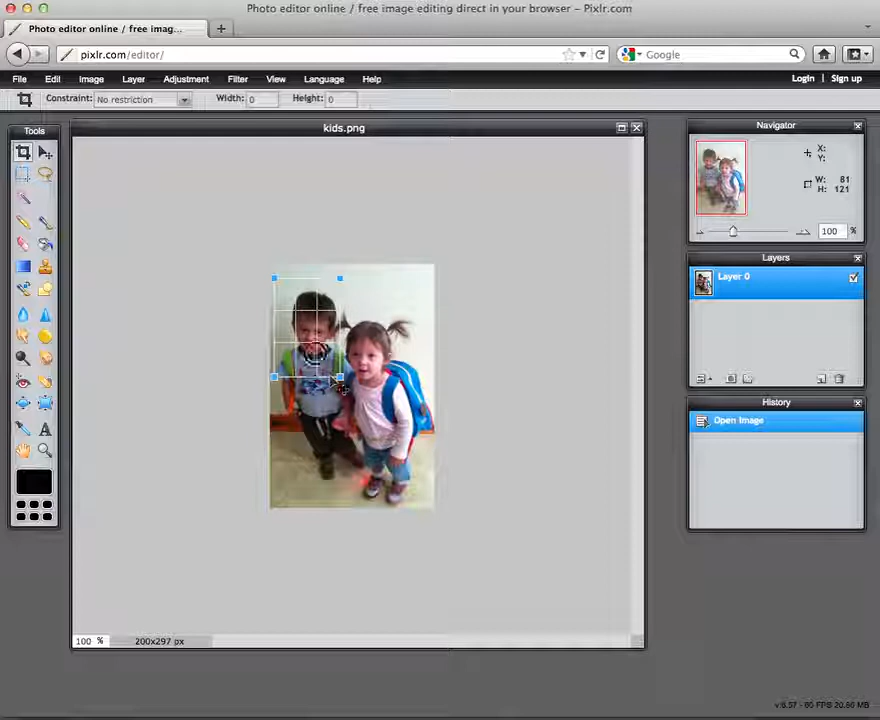 Photo editor online / free image editing direct in your browser – Pixlr.com
Photo editor online / free imag...
pixlr.com/editor/
Google
File Edit Image Layer Adjustment Filter View Language Help Login Sign up
Constraint: No restriction Width: 0 Height: 0
Tools
kids.png
Navigator
X:
Y:
W: 81
H: 121
100 %
Layers
Layer 0
History
Open Image
100 % 200x297 px